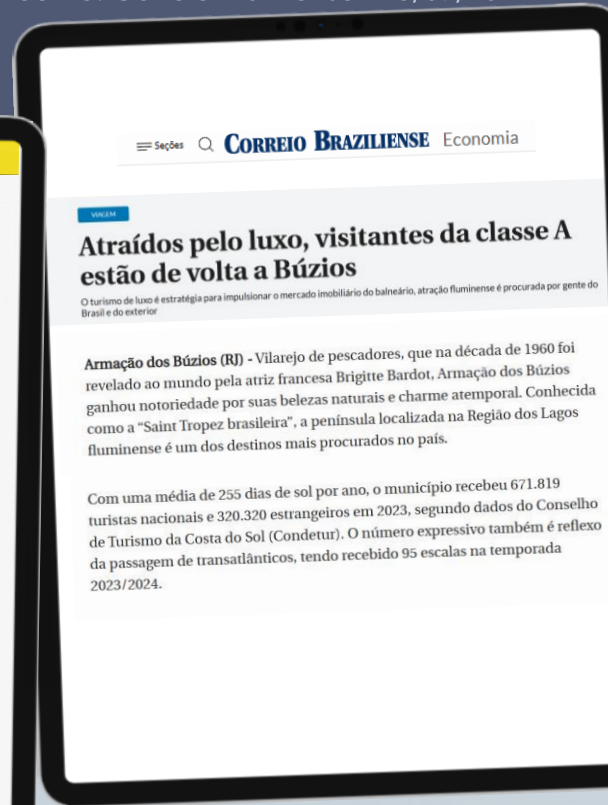 Seções CORREIO BRAZILIENSE Economia
VIAGEM
Atraídos pelo luxo, visitantes da classe A
estão de volta a Búzios
O turismo de luxo é estratégia para impulsionar o mercado imobiliário do balneário, atração fluminense é procurada por gente do
Brasil e do exterior
Armação dos Búzios (RJ) - Vilarejo de pescadores, que na década de 1960 foi
revelado ao mundo pela atriz francesa Brigitte Bardot, Armação dos Búzios
ganhou notoriedade por suas belezas naturais e charme atemporal. Conhecida
como a “Saint Tropez brasileira”, a península localizada na Região dos Lagos
fluminense é um dos destinos mais procurados no país.
Com uma média de 255 dias de sol por ano, o município recebeu 671.819
turistas nacionais e 320.320 estrangeiros em 2023, segundo dados do Conselho
de Turismo da Costa do Sol (Condetur). O número expressivo também é reflexo
da passagem de transatlânticos, tendo recebido 95 escalas na temporada
2023/2024.